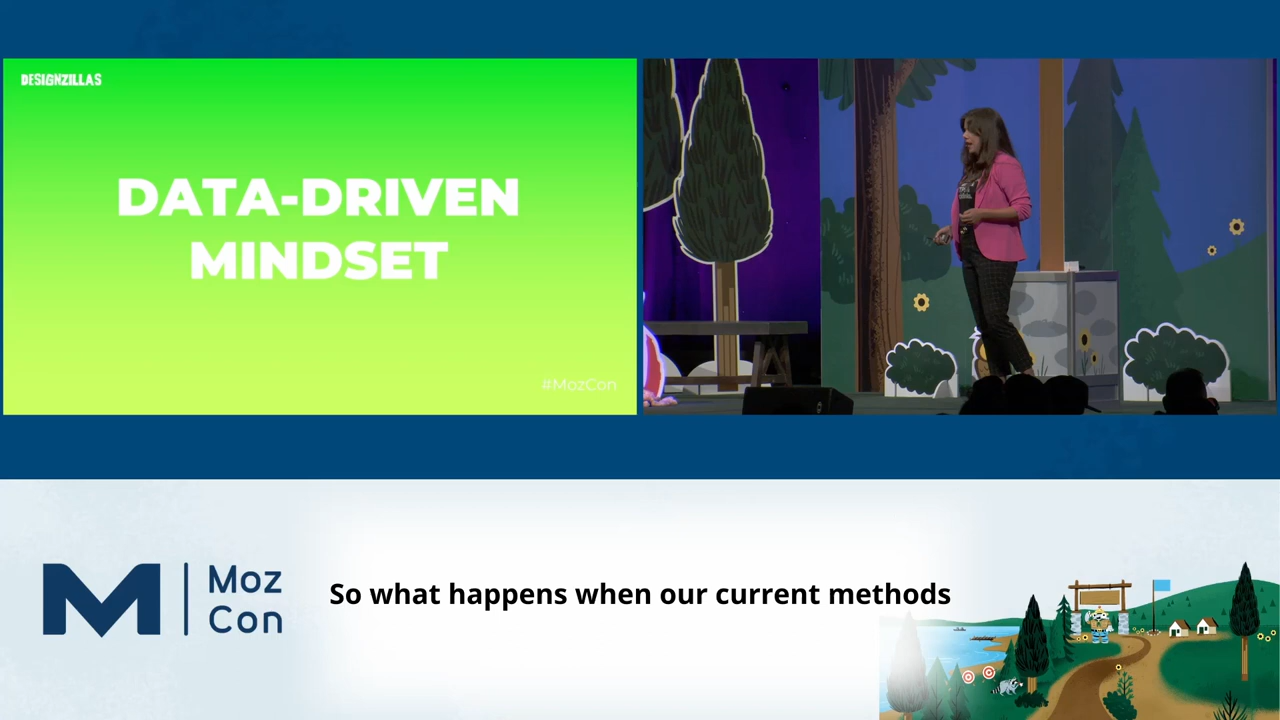 DESIGNZILLAS
DATA-DRIVEN
MINDSET
#MozCon
Moz
Con
So what happens when our current methods